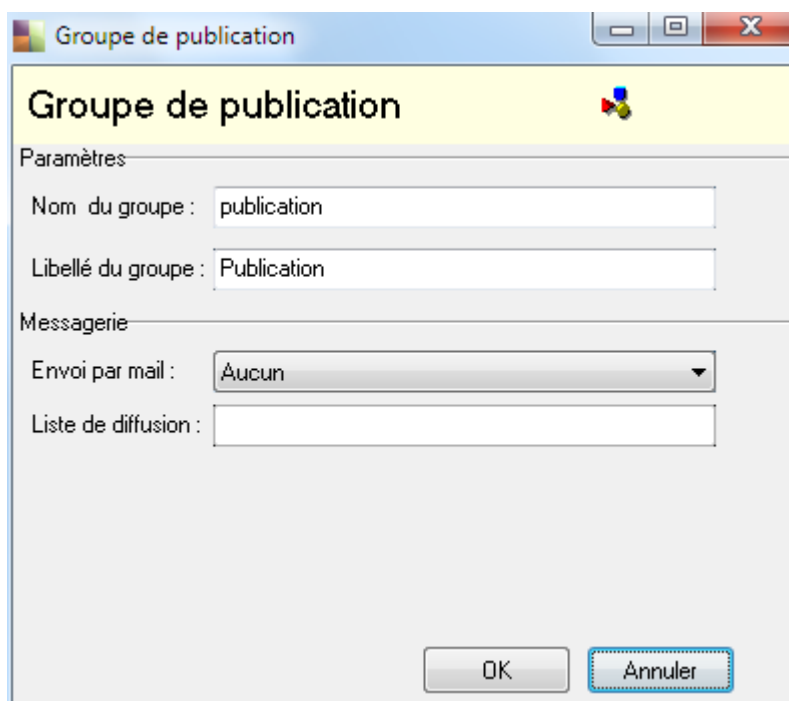 Groupe de publication
Groupe de publication
Paramètres
Nom du groupe : publication
Libellé du groupe : Publication
Messagerie
Envoi par mail : Aucun
Liste de diffusion :
OK Annuler